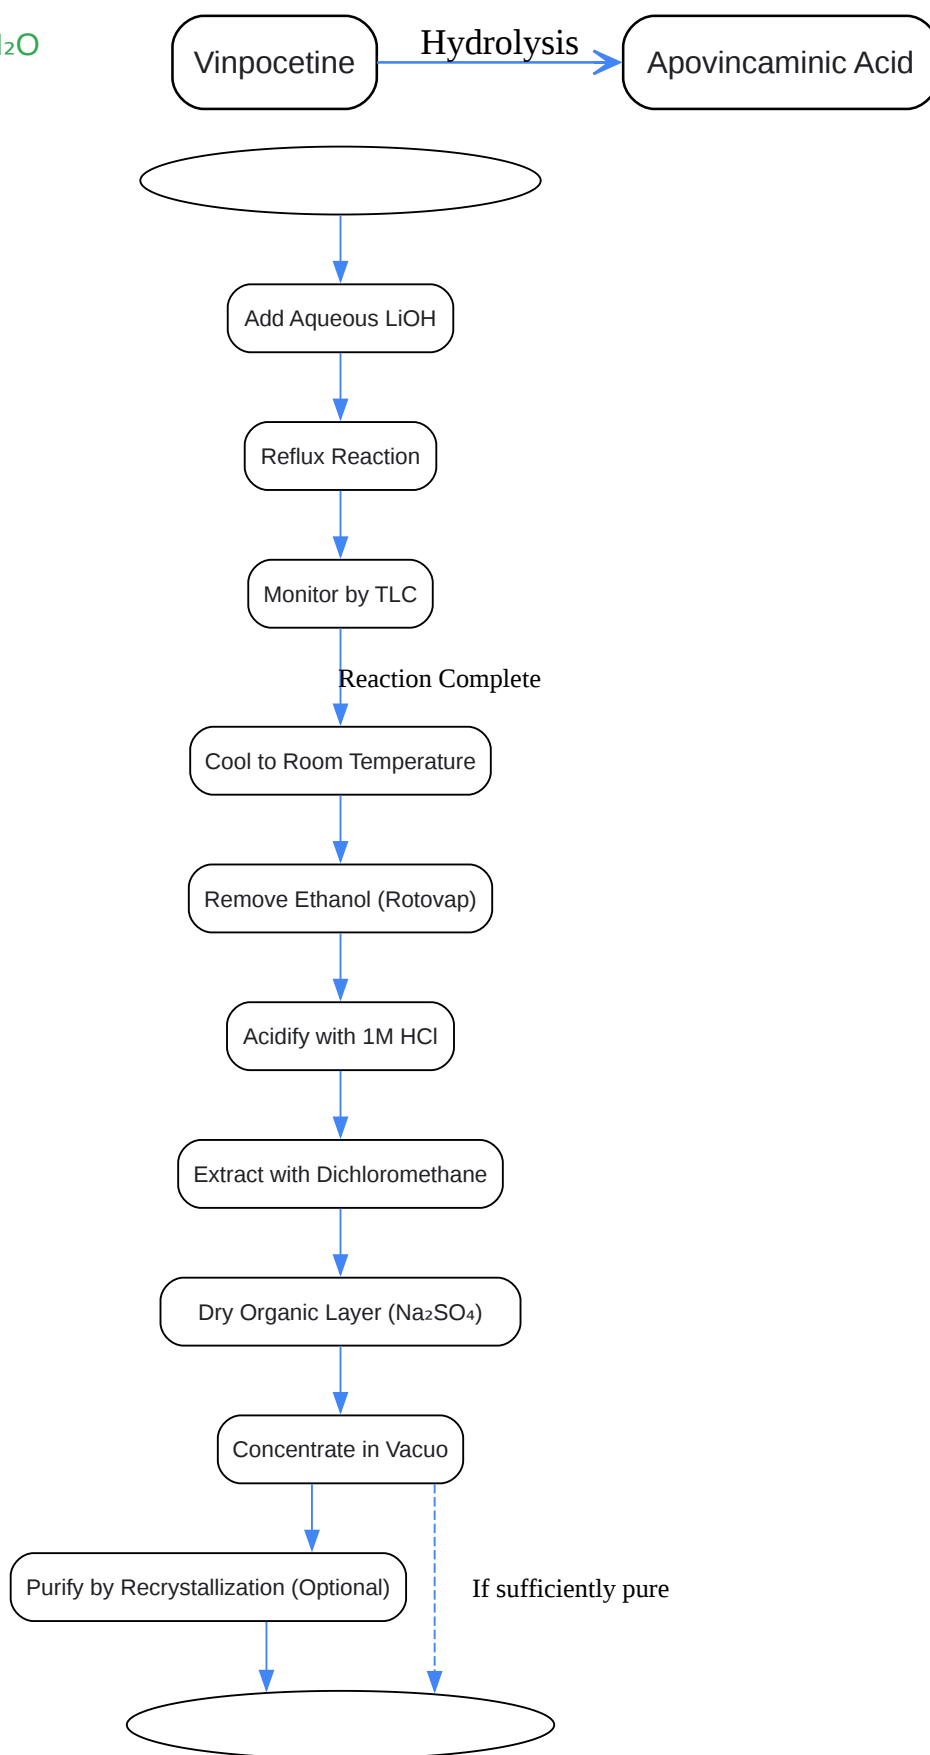 ₂O
Vinpocetine
Hydrolysis
Apovincaminic Acid
Add Aqueous LiOH
Reflux Reaction
Monitor by TLC
Reaction Complete
Cool to Room Temperature
Remove Ethanol (Rotovap)
Acidify with 1M HCl
Extract with Dichloromethane
Dry Organic Layer (Na₂SO₄)
Concentrate in Vacuo
Purify by Recrystallization (Optional)
If sufficiently pure